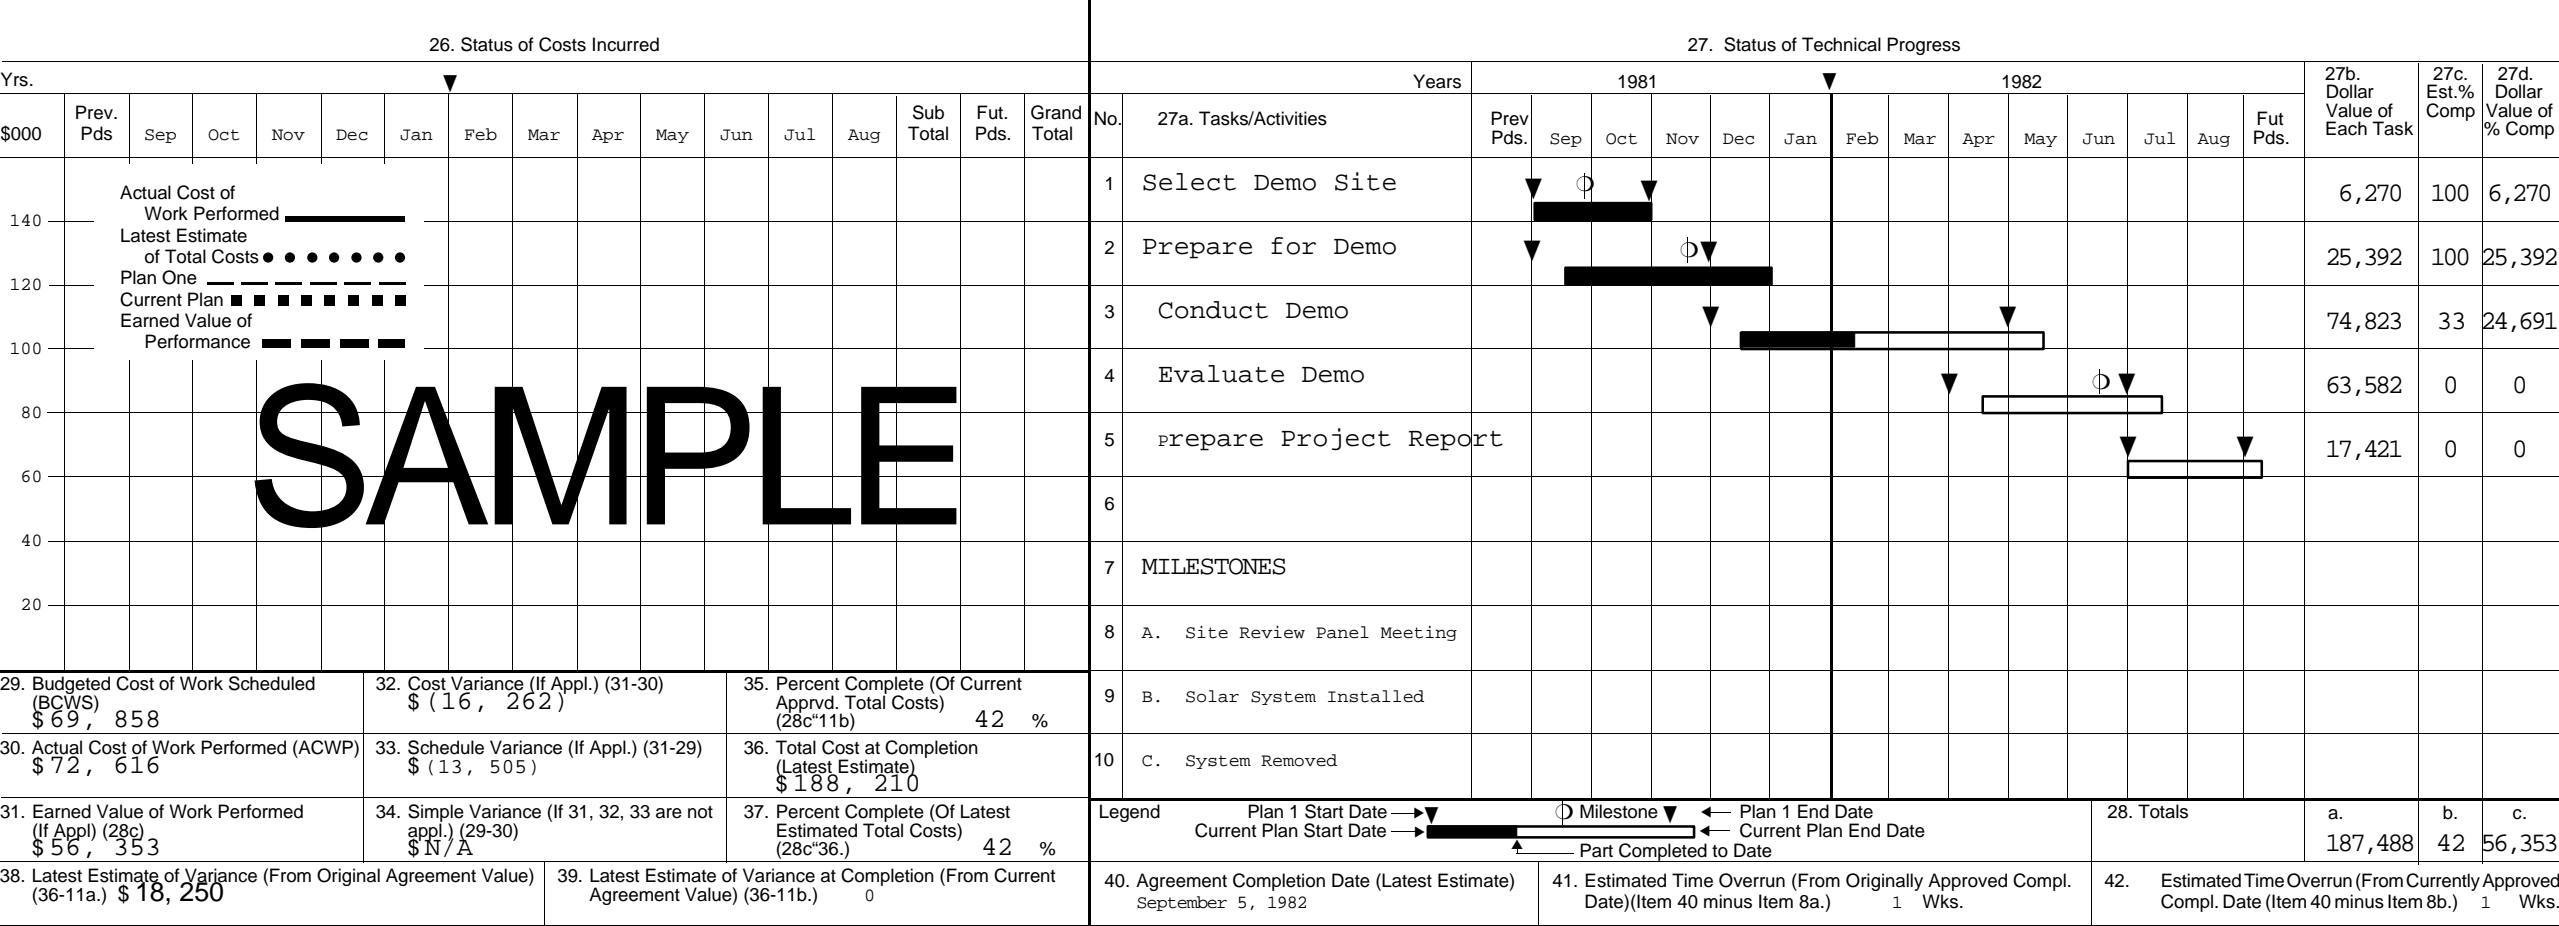 26. Status of Costs Incurred
Yrs.
$000
Prev. Pds Sep Oct Nov Dec Jan Feb Mar Apr May Jun Jul Aug Sub Total Fut. Pds. Grand Total
Actual Cost of
Work Performed
140
Latest Estimate
of Total Costs
Plan One
120
Current Plan
Earned Value of
Performance
100
80
60
40
20
SAMPLE
27. Status of Technical Progress
Years 1981 1982
No. 27a. Tasks/Activities Prev Pds. Sep Oct Nov Dec Jan Feb Mar Apr May Jun Jul Aug Fut Pds.
27b. Dollar Value of Each Task
27c. Est.% Comp
27d. Dollar Value of % Comp
1 Select Demo Site 6,270 100 6,270
2 Prepare for Demo 25,392 100 25,392
3 Conduct Demo 74,823 33 24,691
4 Evaluate Demo 63,582 0 0
5 Prepare Project Report 17,421 0 0
6
7 MILESTONES
8 A. Site Review Panel Meeting
9 B. Solar System Installed
10 C. System Removed
29. Budgeted Cost of Work Scheduled
(BCWS)
$ 69, 858
32. Cost Variance (If Appl.) (31-30)
$ (16, 262)
35. Percent Complete (Of Current
Apprvd. Total Costs)
(28c“11b) 42 %
30. Actual Cost of Work Performed (ACWP)
$ 72, 616
33. Schedule Variance (If Appl.) (31-29)
$ (13, 505)
36. Total Cost at Completion
(Latest Estimate)
$ 188, 210
31. Earned Value of Work Performed
(If Appl) (28c)
$ 56, 353
34. Simple Variance (If 31, 32, 33 are not
appl.) (29-30)
$ N/A
37. Percent Complete (Of Latest
Estimated Total Costs)
(28c“36.) 42 %
38. Latest Estimate of Variance (From Original Agreement Value)
(36-11a.) $ 18, 250
39. Latest Estimate of Variance at Completion (From Current
Agreement Value) (36-11b.) 0
Legend Plan 1 Start Date Milestone Plan 1 End Date
Current Plan Start Date Current Plan End Date
Part Completed to Date
28. Totals a. b. c.
187,488 42 56,353
40. Agreement Completion Date (Latest Estimate)
September 5, 1982
41. Estimated Time Overrun (From Originally Approved Compl.
Date)(Item 40 minus Item 8a.) 1 Wks.
42. Estimated Time Overrun (From Currently Approved
Compl. Date (Item 40 minus Item 8b.) 1 Wks.